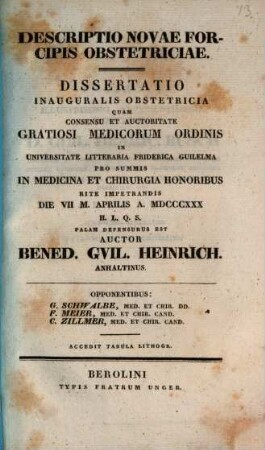 DESCRIPTIO NOVAE FOR-
CIPIS OBSTETRICIAE.
DISSERTATIO
INAUGURALIS OBSTETRICIA
QUAM
CONSENSU ET AUCTORITATE
GRATIOSI MEDICORUM ORDINIS
IN
UNIVERSITATE LITTERARIA FRIDERICA GUILELMA
PRO SUMMIS
IN MEDICINA ET CHIRURGIA HONORIBUS
RITE IMPETRANDIS
DIE VII M. APRILIS A. MDCCCXXX
H. L. Q. S.
PALAM DEFENSURUS EST
AUCTOR
BENED. GVIL. HEINRICH.
ANHALTINUS.
OPPONENTIBUS:
G. SCHWALBE, MED. ET CHIR. DD.
F. MEIER, MED. ET CHIR. CAND.
C. ZILLMER, MED. ET CHIR. CAND.
ACCEDIT TABULA LITHOGR.
BEROLINI
TYPIS FRATRUM UNGER.